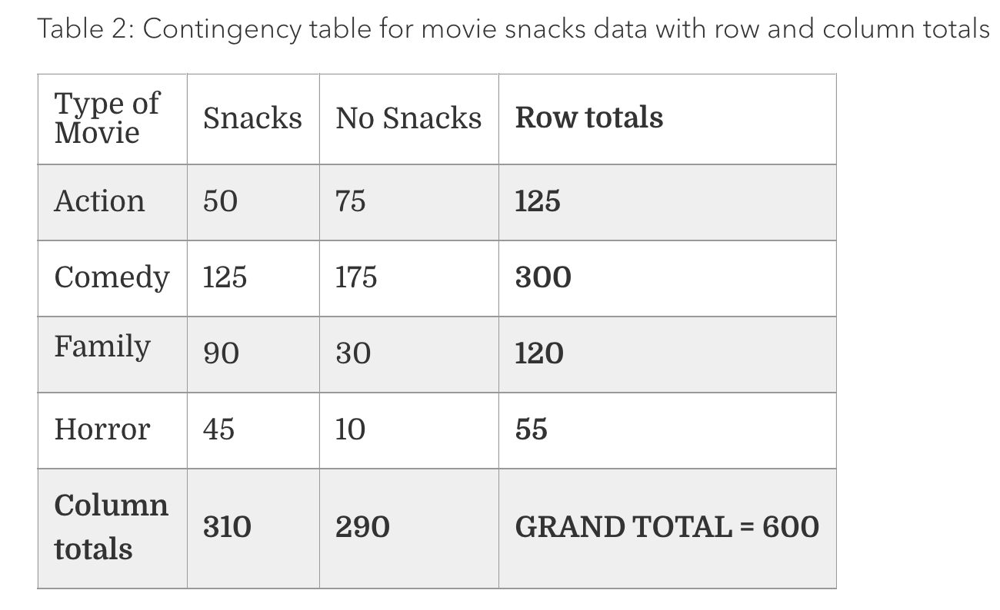 Table 2: Contingency table for movie snacks data with row and column totals
Type of
Movie
Snacks
No Snacks
Row totals
Action
50
75
125
Comedy
125
175
300
Family
90
30
120
Horror
45
10
55
Column
totals
310
290
GRAND TOTAL = 600